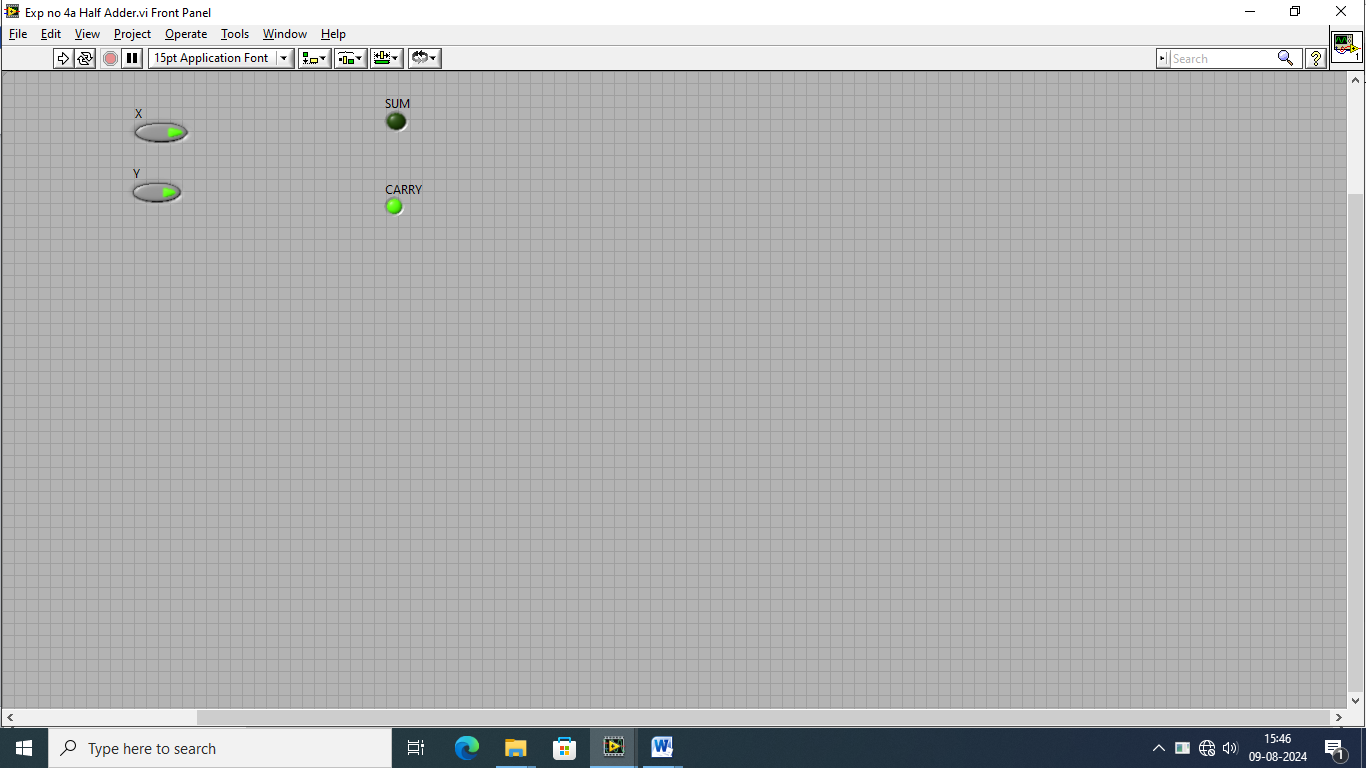 Exp no 4a Half Adder.vi Front Panel
File Edit View Project Operate Tools Window Help
15pt Application Font
Search
?
1
X
SUM
Y
CARRY
Type here to search
W
15:46
09-08-2024
1